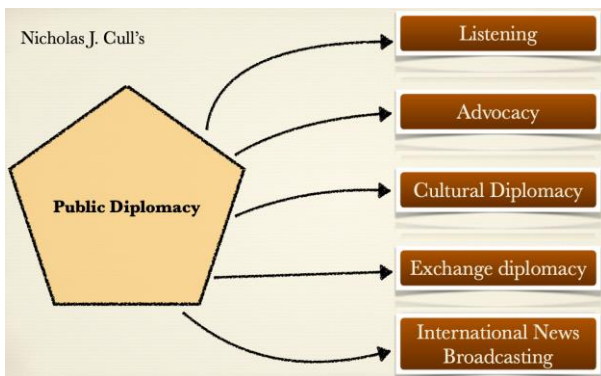 Nicholas J. Cull's
Public Diplomacy
Listening
Advocacy
Cultural Diplomacy
Exchange diplomacy
International News
Broadcasting